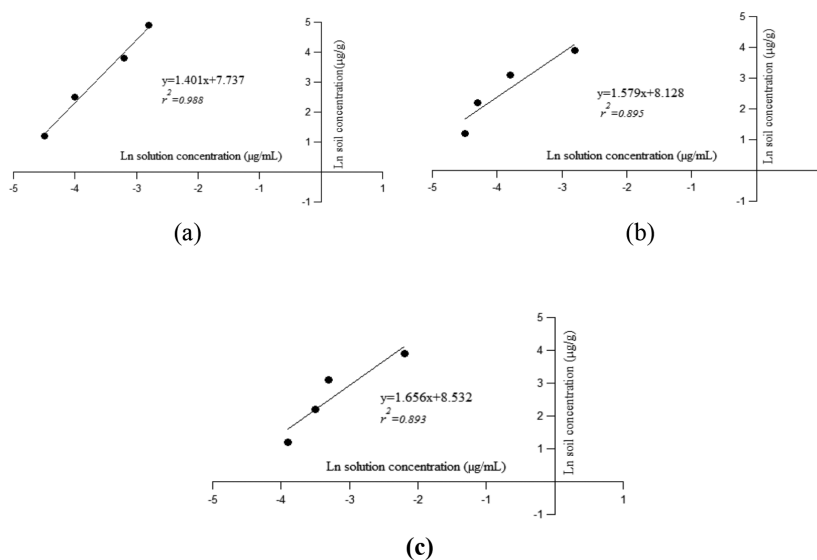 5
4
3
2
1
-1
Ln soil concentration(µg/g)
y=1.401x+7.737
r²=0.988
Ln solution concentration (µg/mL)
-5 -4 -3 -2 -1 1
(a)
5
4
3
2
1
-1
Ln soil concentration (µg/g)
y=1.579x+8.128
r²=0.895
Ln solution concentration (µg/mL)
-5 -4 -3 -2 -1
(b)
5
4
3
2
1
-1
Ln soil concentration (µg/g)
y=1.656x+8.532
r²=0.893
Ln solution concentration (µg/mL)
-5 -4 -3 -2 -1 1
(c)